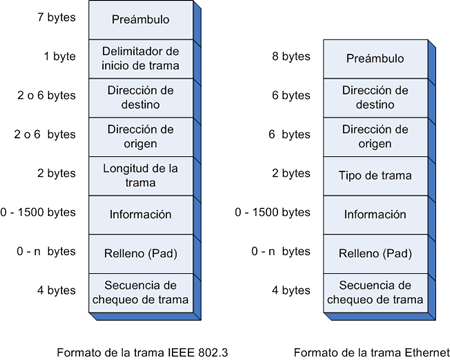 7 bytes
Preámbulo
1 byte
Delimitador de
inicio de trama
2 o 6 bytes
Dirección de
destino
2 o 6 bytes
Dirección de
origen
2 bytes
Longitud de la
trama
0 - 1500 bytes
Información
0 - n bytes
Relleno (Pad)
4 bytes
Secuencia de
chequeo de trama
Formato de la trama IEEE 802.3
8 bytes
Preámbulo
6 bytes
Dirección de
destino
6 bytes
Dirección de
origen
2 byte
Tipo de trama
0 - 1500 bytes
Información
0 - n bytes
Relleno (Pad)
4 bytes
Secuencia de
chequeo de trama
Formato de la trama Ethernet